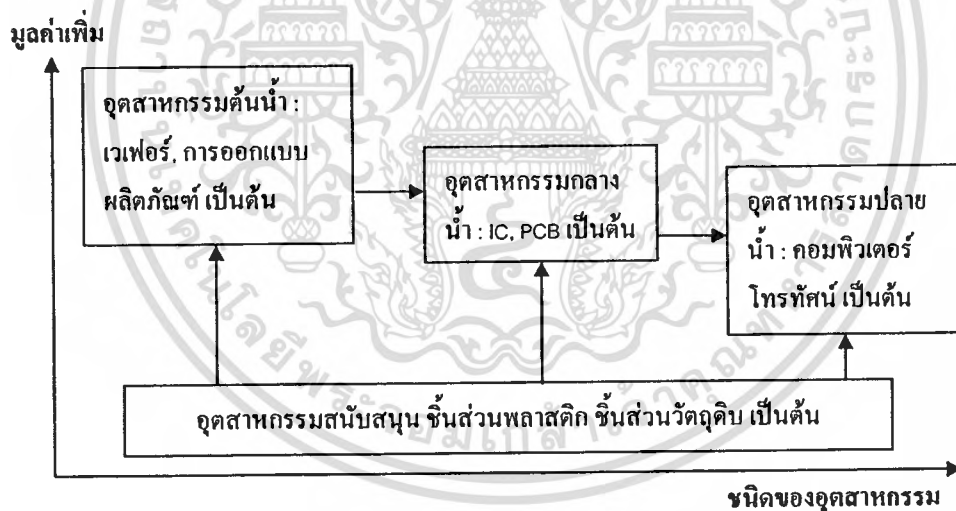 มูลค่าเพิ่ม
อุตสาหกรรมต้นน้ำ :
เวเฟอร์, การออกแบบ
ผลิตภัณฑ์ เป็นต้น
อุตสาหกรรมกลาง
น้ำ : IC, PCB เป็นต้น
อุตสาหกรรมปลาย
น้ำ : คอมพิวเตอร์
โทรทัศน์ เป็นต้น
อุตสาหกรรมสนับสนุน ชิ้นส่วนพลาสติก ชิ้นส่วนวัตถุดิบ เป็นต้น
ชนิดของอุตสาหกรรม